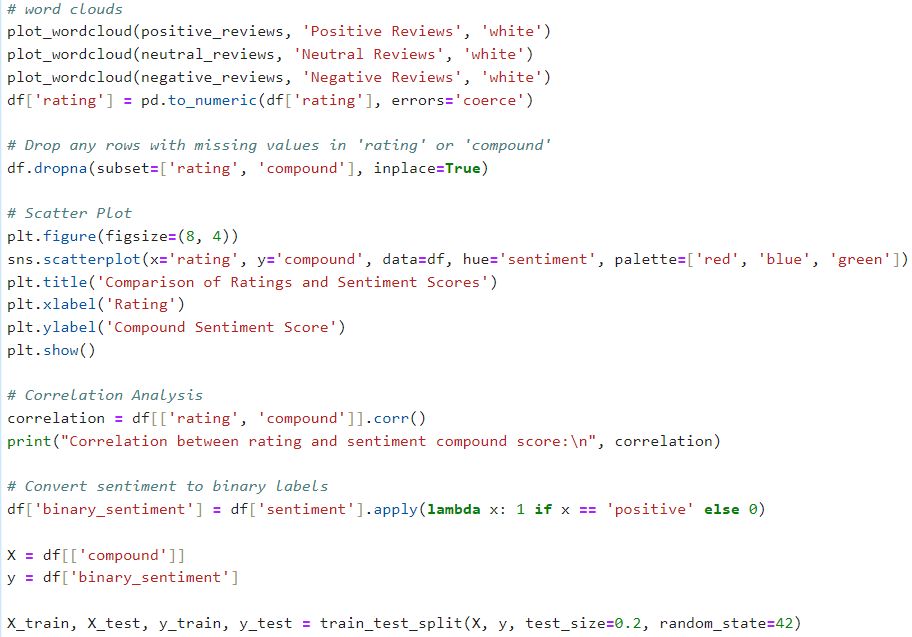 # word clouds
plot_wordcloud(positive_reviews, 'Positive Reviews', 'white')
plot_wordcloud(neutral_reviews, 'Neutral Reviews', 'white')
plot_wordcloud(negative_reviews, 'Negative Reviews', 'white')
df['rating'] = pd.to_numeric(df['rating'], errors='coerce')

# Drop any rows with missing values in 'rating' or 'compound'
df.dropna(subset=['rating', 'compound'], inplace=True)

# Scatter Plot
plt.figure(figsize=(8, 4))
sns.scatterplot(x='rating', y='compound', data=df, hue='sentiment', palette=['red', 'blue', 'green'])
plt.title('Comparison of Ratings and Sentiment Scores')
plt.xlabel('Rating')
plt.ylabel('Compound Sentiment Score')
plt.show()

# Correlation Analysis
correlation = df[['rating', 'compound']].corr()
print("Correlation between rating and sentiment compound score:\n", correlation)

# Convert sentiment to binary labels
df['binary_sentiment'] = df['sentiment'].apply(lambda x: 1 if x == 'positive' else 0)

X = df[['compound']]
y = df['binary_sentiment']

X_train, X_test, y_train, y_test = train_test_split(X, y, test_size=0.2, random_state=42)